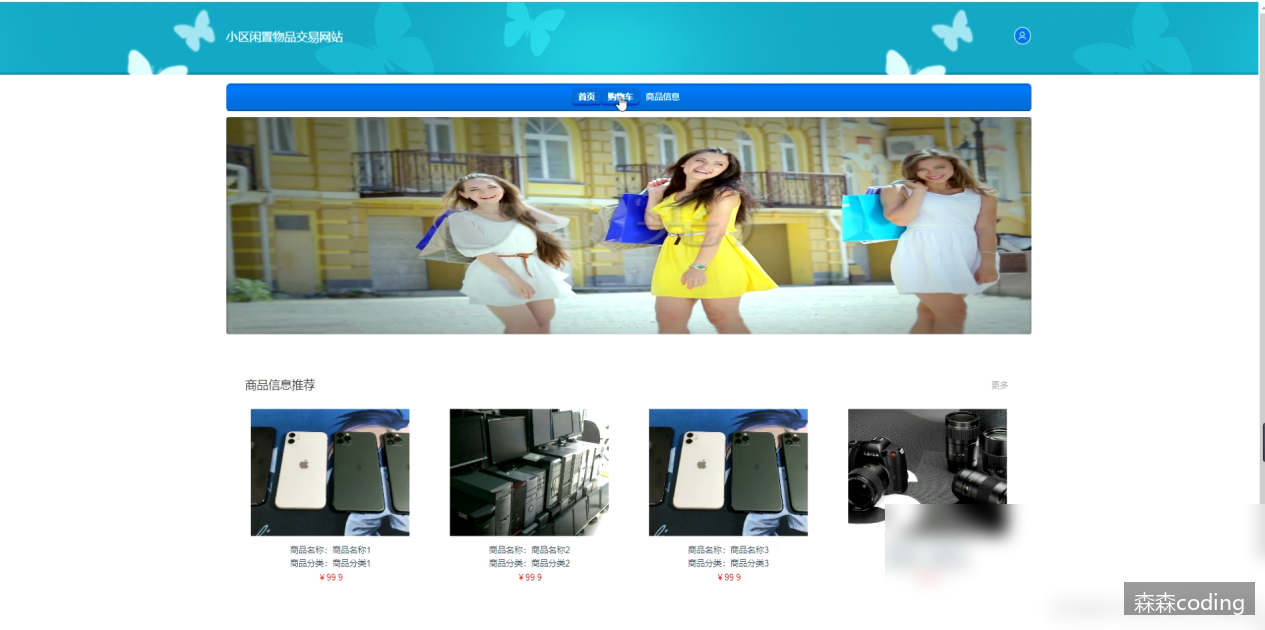 小区闲置物品交易网站
首页 购物车 商品信息
商品信息推荐
更多
商品名称：商品名称1
商品分类：商品分类1
¥99.9
商品名称：商品名称2
商品分类：商品分类2
¥99.9
商品名称：商品名称3
商品分类：商品分类3
¥99.9
森森coding